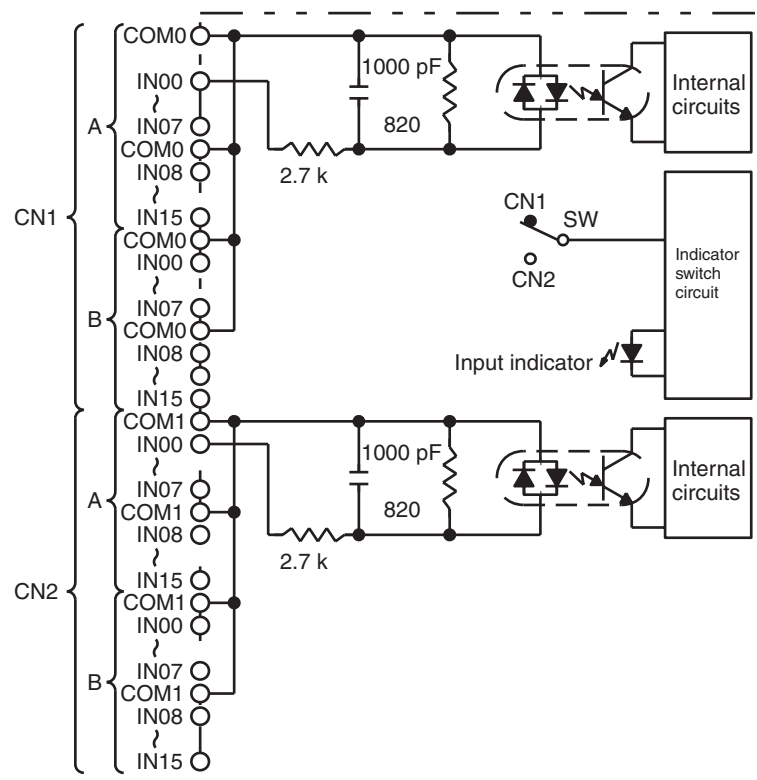 COM0
IN00
~
IN07
COM0
IN08
~
IN15
COM0
IN00
~
IN07
COM0
IN08
~
IN15
COM1
IN00
~
IN07
COM1
IN08
~
IN15
COM1
IN00
~
IN07
COM1
IN08
~
IN15
A
B
CN1
A
B
CN2
1000 pF
820
2.7 k
Internal
circuits
CN1
SW
CN2
Indicator
switch
circuit
Input indicator
1000 pF
820
2.7 k
Internal
circuits